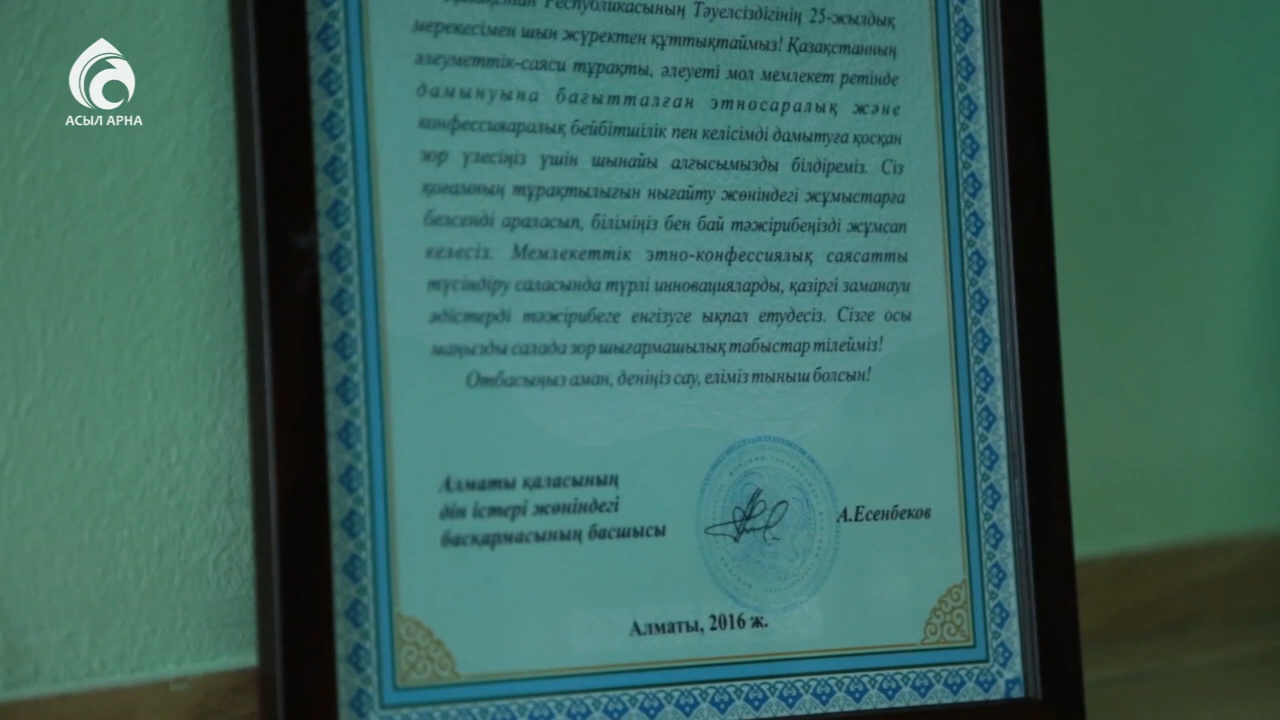 АСЫЛ АРНА
Республикасының Тәуелсіздігінің 25-жылдық
мерекесімен шын жүректен құттықтаймыз! Қазақстанның
әлеуметтік-саяси тұрақты, әлеуеті мол мемлекет ретінде
дамынуына бағытталған этносаралық және
конфессияаралық бейбітшілік пен келісімді дамытуға қосқан
зор үлесіңіз үшін шынайы алғысымызды білдіреміз. Сіз
қоғамның тұрақтылығын нығайту жөніндегі жұмыстарға
белсенді араласып, біліміңіз бен бай тәжірибеңізді жұмсап
келесіз. Мемлекеттік этно-конфессиялық саясатты
түсіндіру саласында түрлі инновацияларды, қазіргі заманауи
әдістерді тәжірибеге енгізуге ықпал етудесіз. Сізге осы
маңызды салада зор шығармашылық табыстар тілейміз!
Отбасыңыз аман, деніңіз сау, еліміз тыныш болсын!
Алматы қаласының
дін істері жөніндегі
басқармасының басшысы
А.Есенбеков
Алматы, 2016 ж.